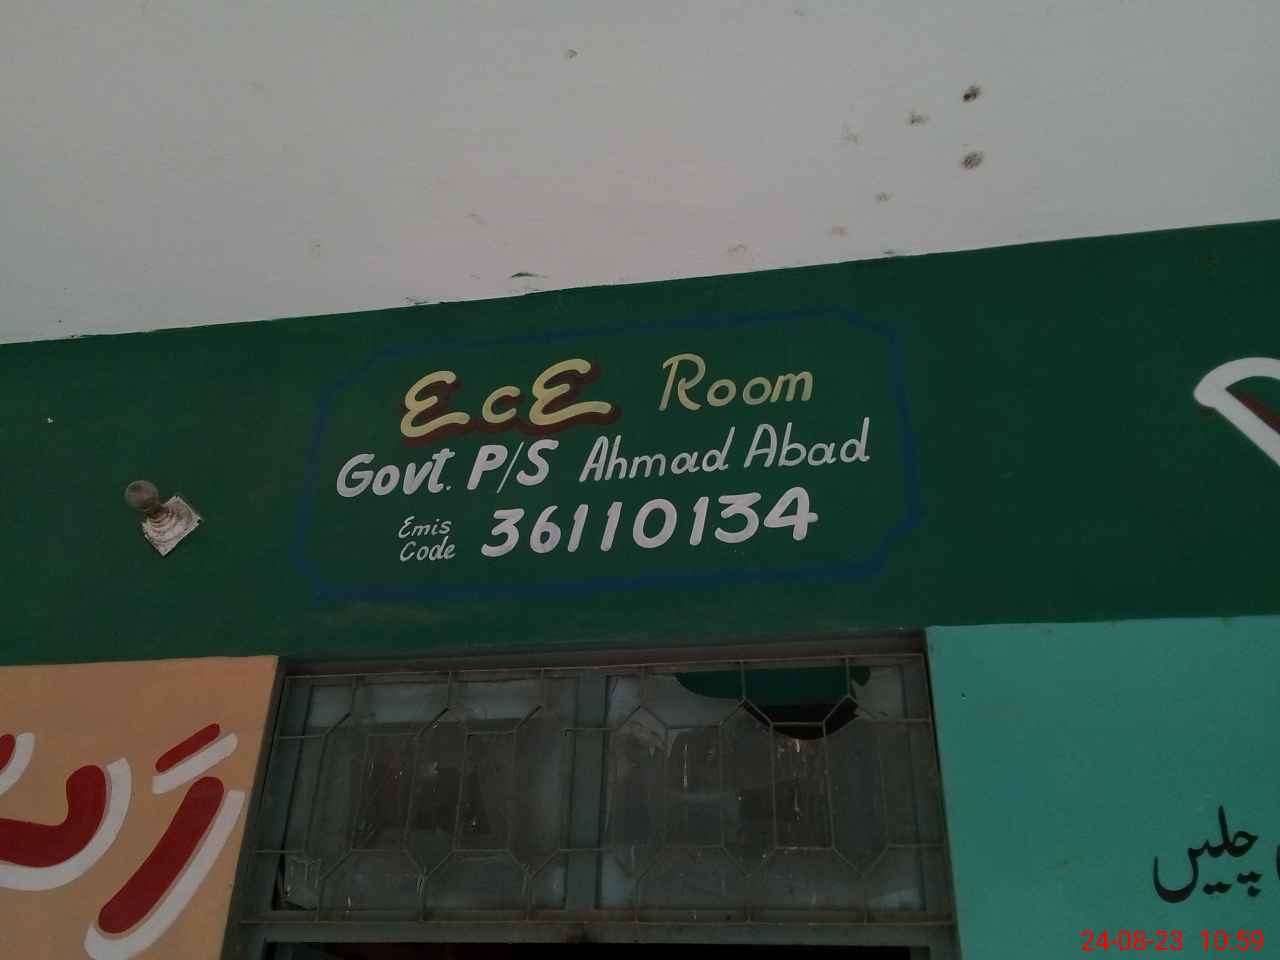 EcE Room
Govt. P/S Ahmad Abad
Emis Code 36110134
چلیں
24-08-23 10:59